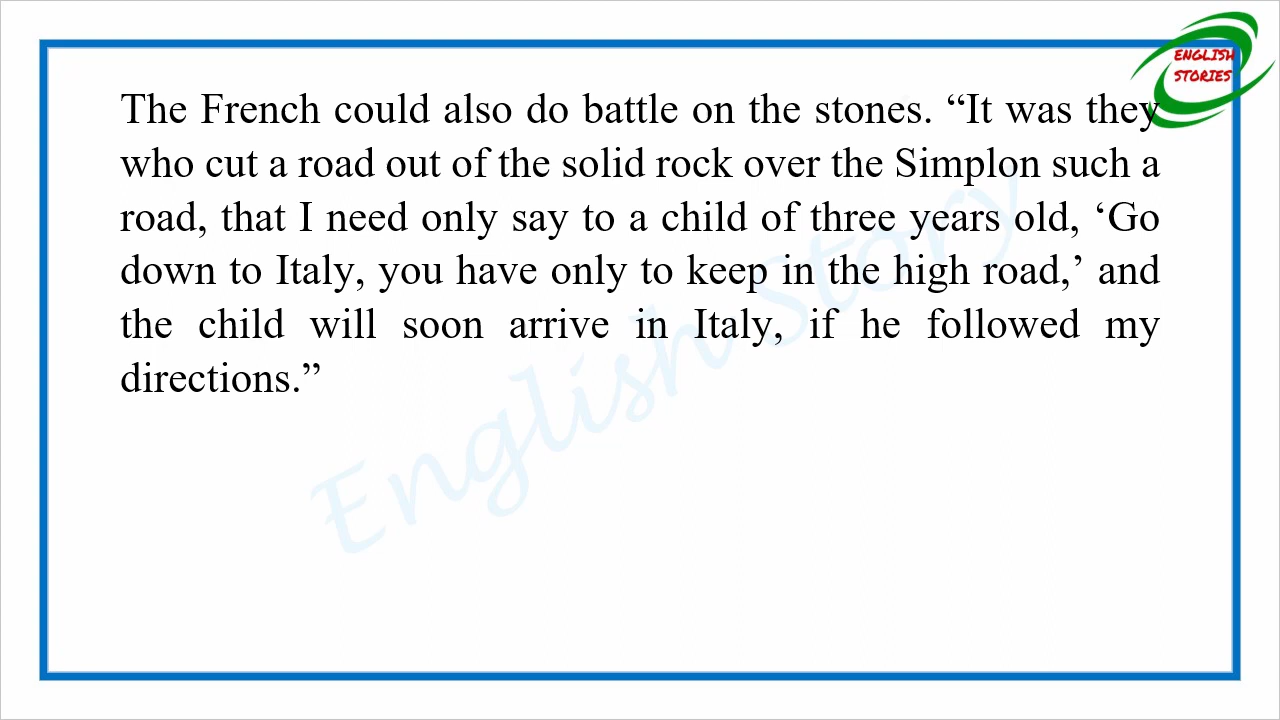 ENGLISH
STORIES
The French could also do battle on the stones. “It was they
who cut a road out of the solid rock over the Simplon such a
road, that I need only say to a child of three years old, ‘Go
down to Italy, you have only to keep in the high road,’ and
the child will soon arrive in Italy, if he followed my
directions.”
English Story